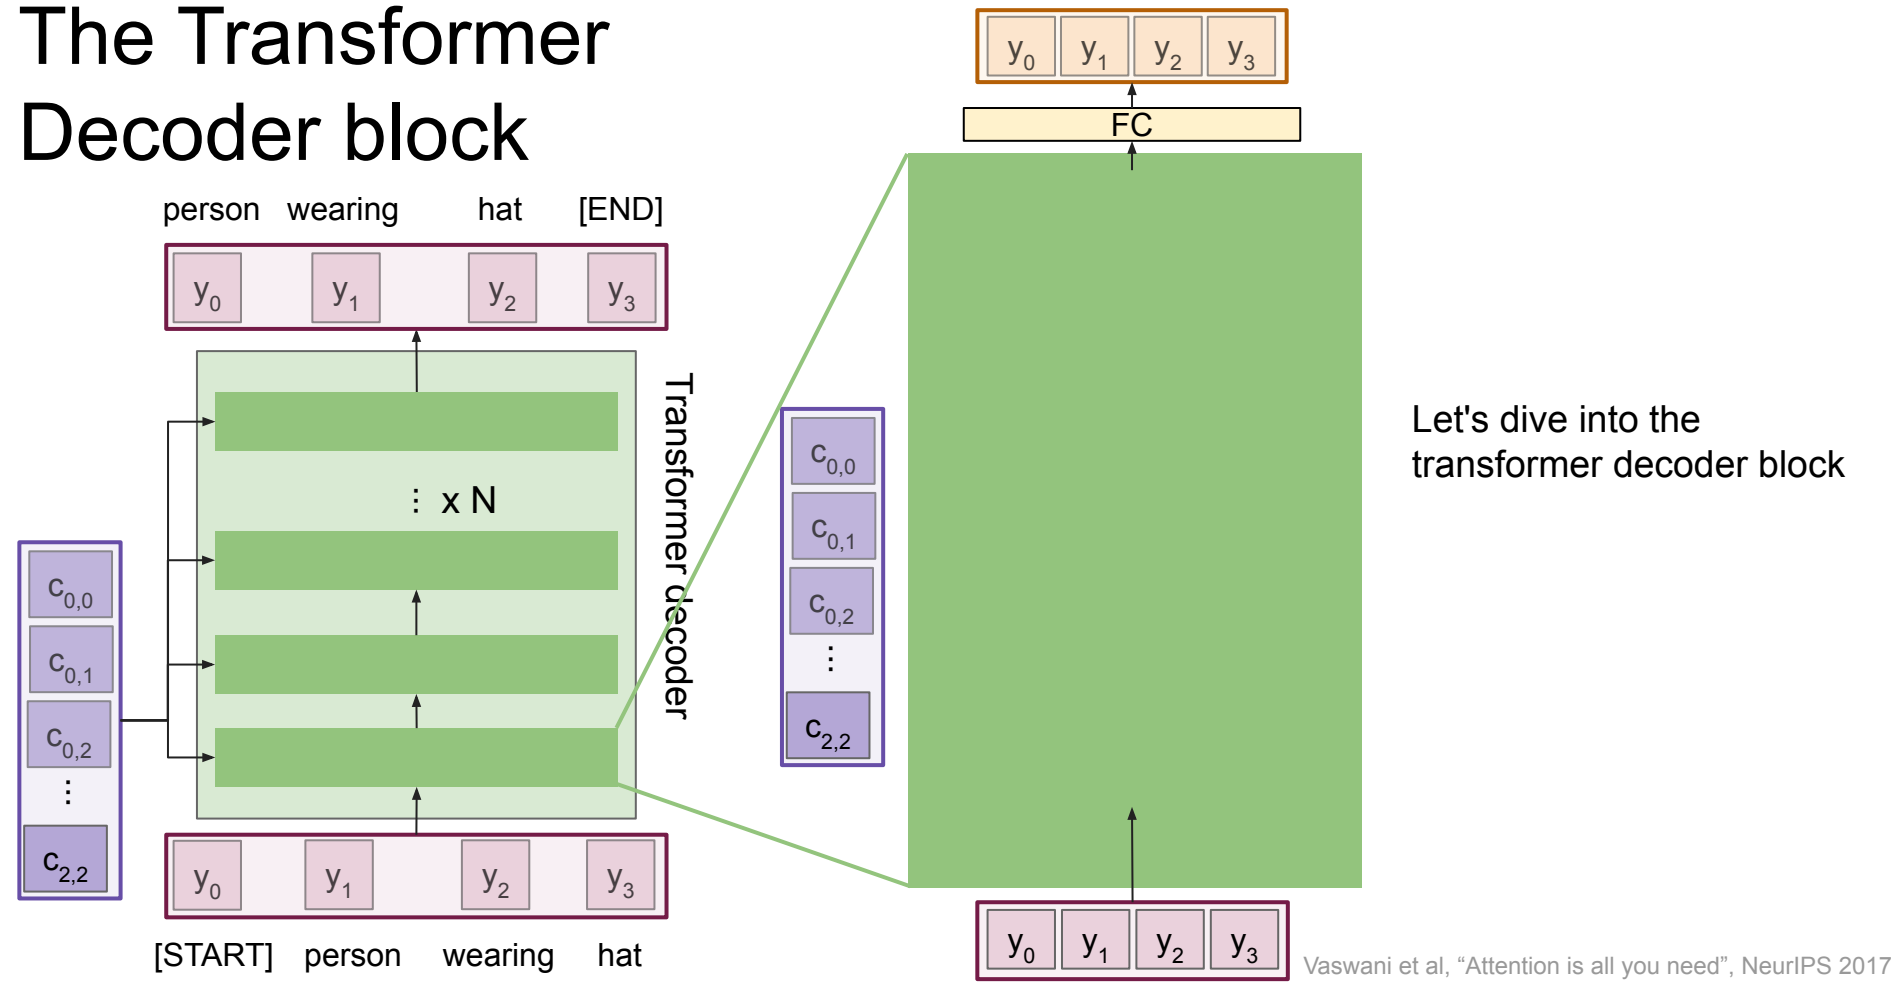 The Transformer
Decoder block
person wearing hat [END]
y0 y1 y2 y3
⋮ x N
Transformer decoder
c0,0
c0,1
c0,2
⋮
c2,2
y0 y1 y2 y3
[START] person wearing hat
y0 y1 y2 y3
FC
c0,0
c0,1
c0,2
⋮
c2,2
y0 y1 y2 y3
Let's dive into the
transformer decoder block
Vaswani et al, “Attention is all you need”, NeurIPS 2017